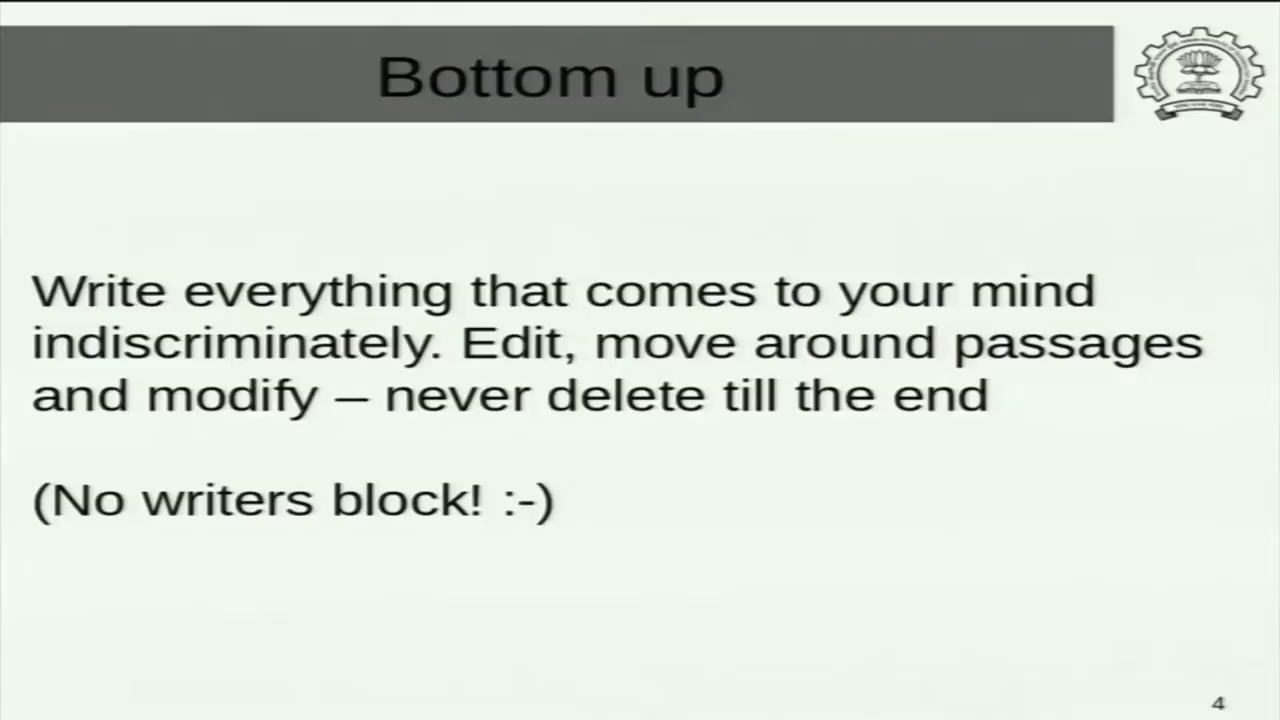 Bottom up
Write everything that comes to your mind
indiscriminately. Edit, move around passages
and modify – never delete till the end
(No writers block! :-)
4